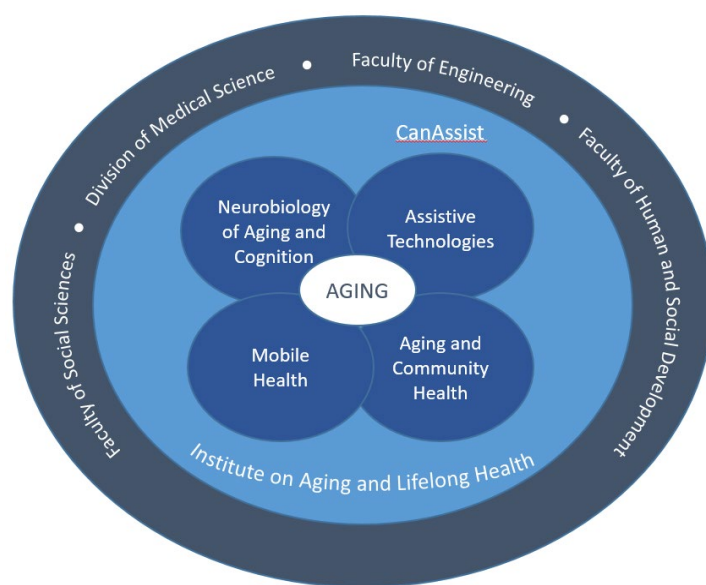 Faculty of Social Sciences • Division of Medical Science • Faculty of Engineering • Faculty of Human and Social Development
CanAssist
Neurobiology
of Aging and
Cognition
Assistive
Technologies
AGING
Mobile
Health
Aging and
Community
Health
Institute on Aging and Lifelong Health